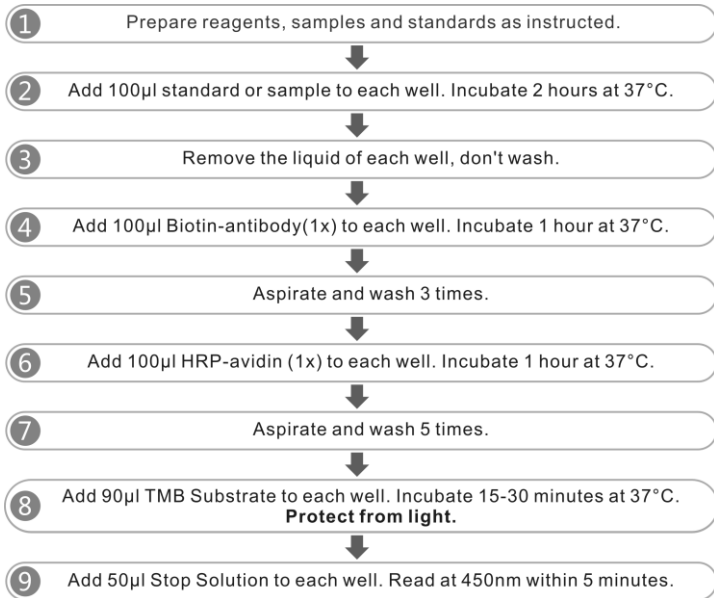 1 Prepare reagents, samples and standards as instructed.
2 Add 100μl standard or sample to each well. Incubate 2 hours at 37°C.
3 Remove the liquid of each well, don't wash.
4 Add 100μl Biotin-antibody(1x) to each well. Incubate 1 hour at 37°C.
5 Aspirate and wash 3 times.
6 Add 100μl HRP-avidin (1x) to each well. Incubate 1 hour at 37°C.
7 Aspirate and wash 5 times.
8 Add 90μl TMB Substrate to each well. Incubate 15-30 minutes at 37°C.
Protect from light.
9 Add 50μl Stop Solution to each well. Read at 450nm within 5 minutes.